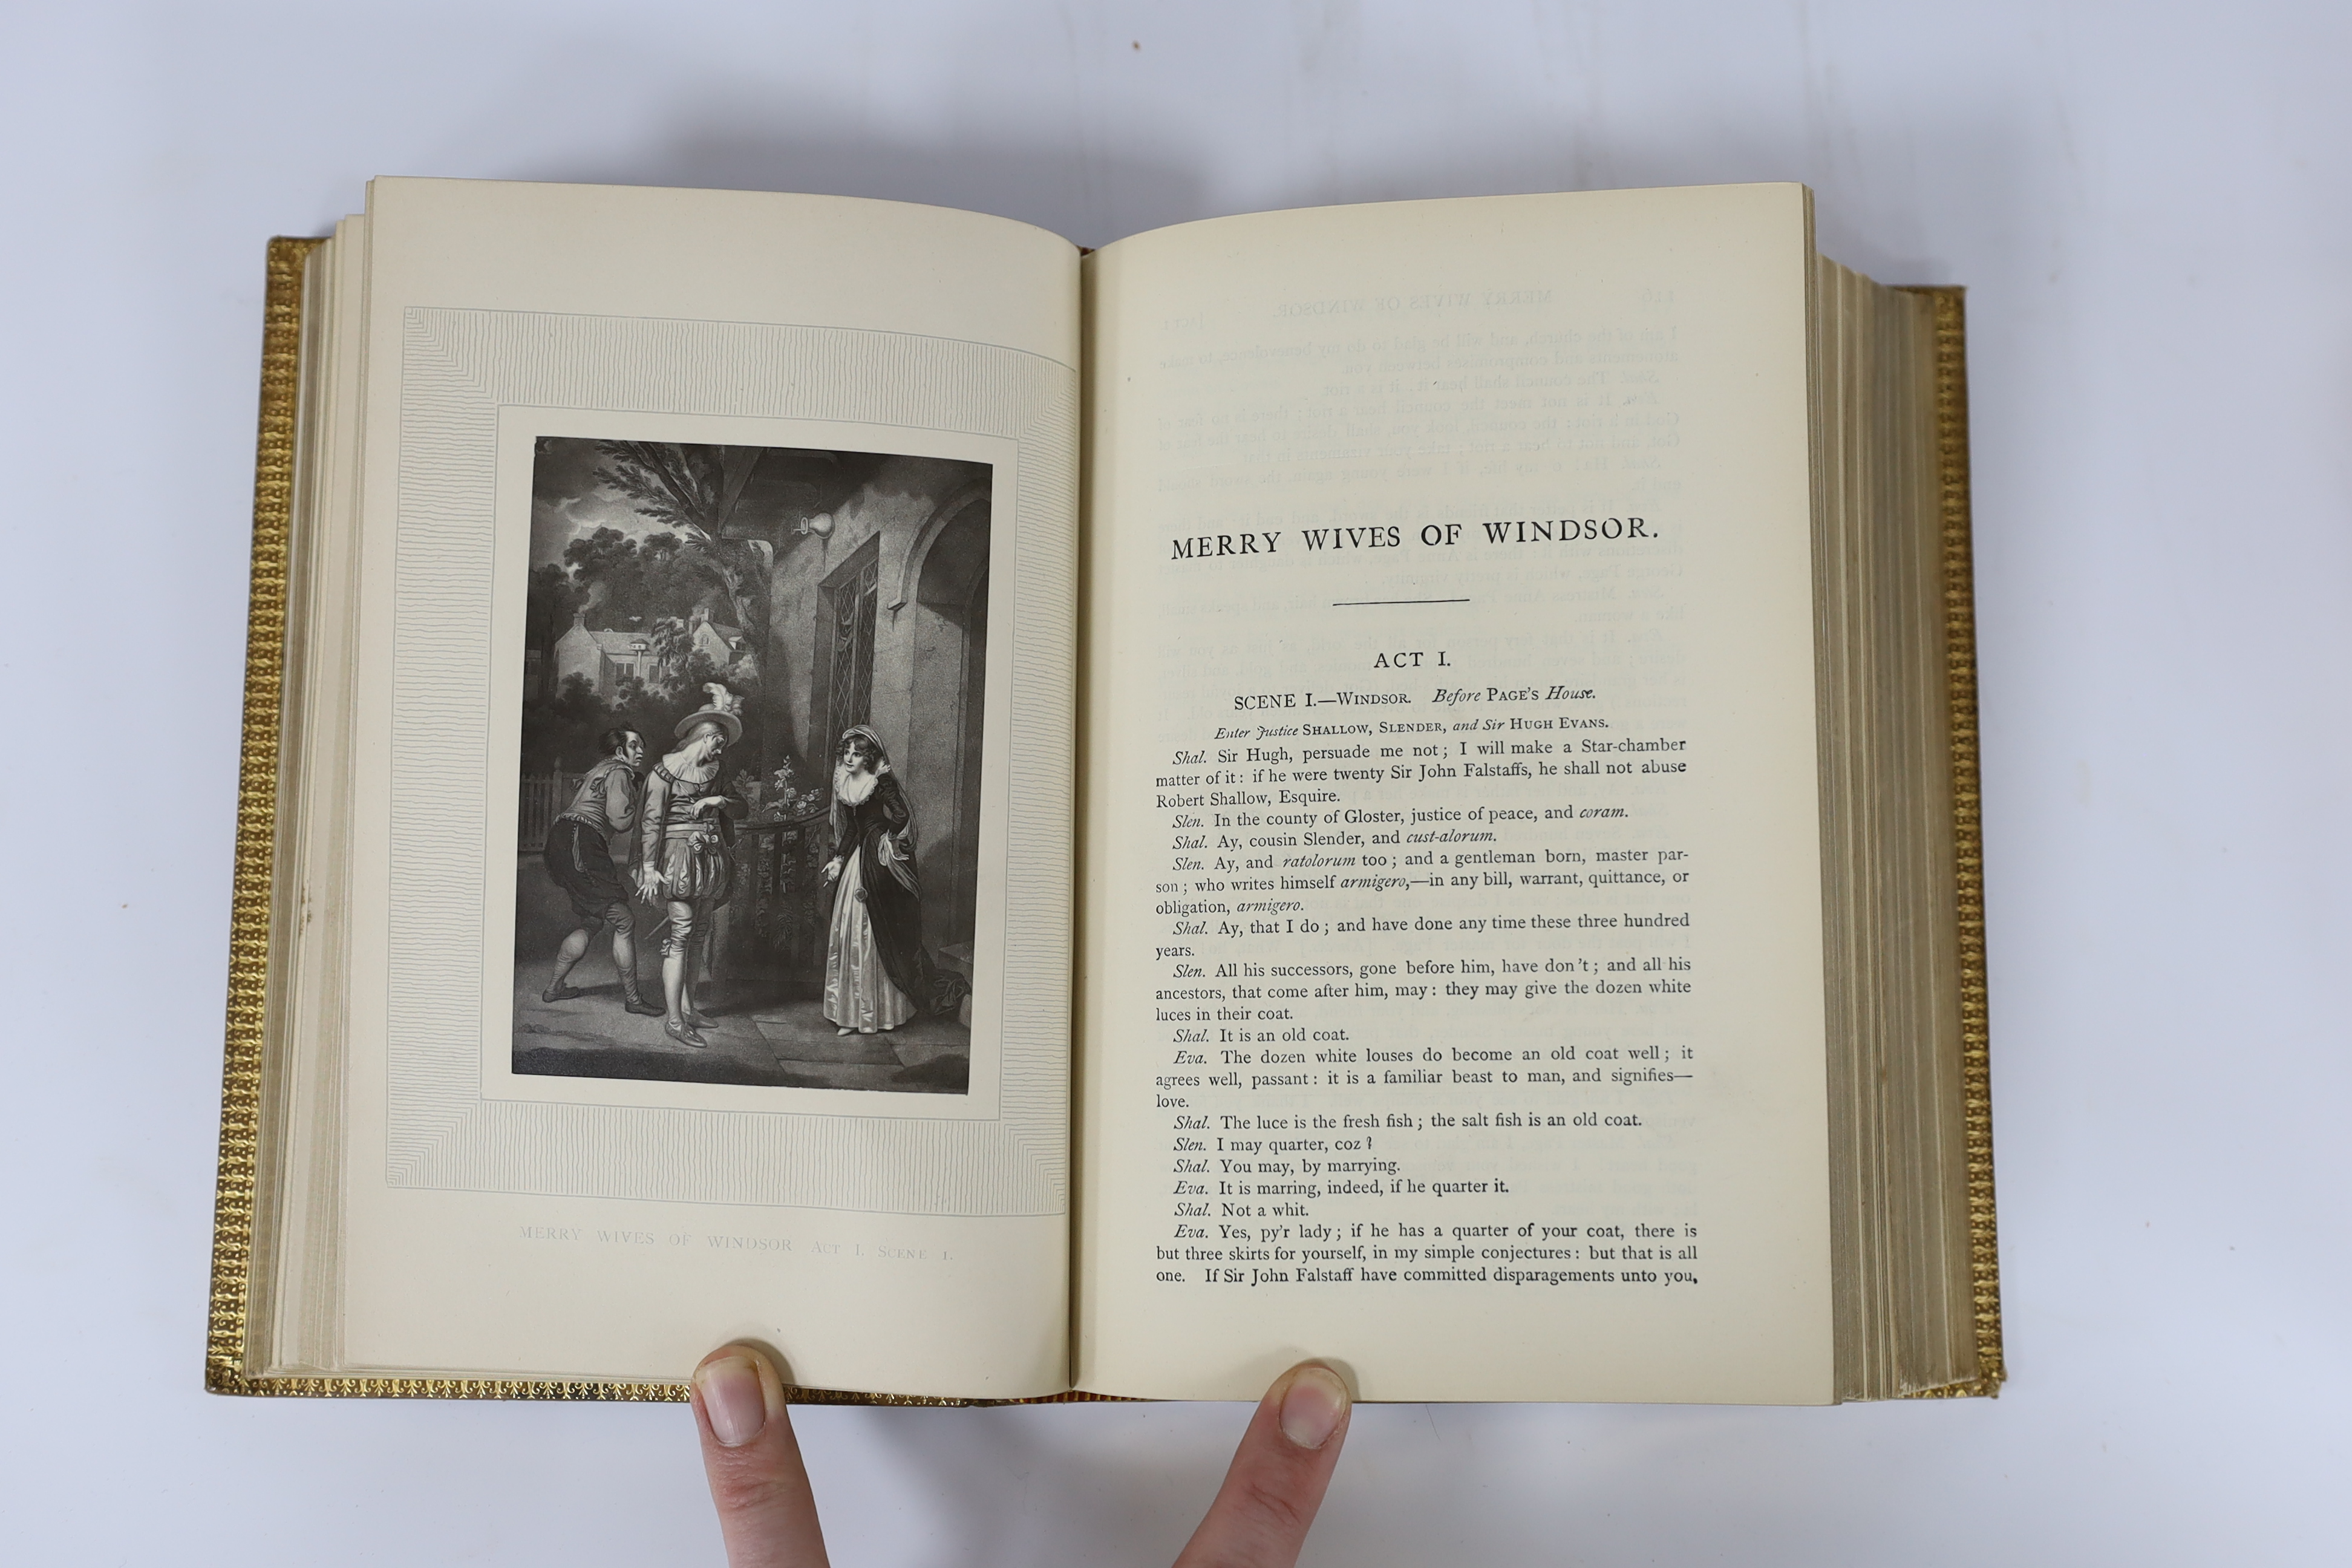 MERRY WIVES OF WINDSOR ACT I. SCENE 1.
MERRY WIVES OF WINDSOR.
ACT I.
SCENE I.—WINDSOR. Before PAGE'S House.
Enter Justice SHALLOW, SLENDER, and Sir HUGH EVANS.
Shal. Sir Hugh, persuade me not; I will make a Star-chamber
matter of it: if he were twenty Sir John Falstaffs, he shall not abuse
Robert Shallow, Esquire.
Slen. In the county of Gloster, justice of peace, and coram.
Shal. Ay, cousin Slender, and cust-alorum.
Slen. Ay, and ratolorum too; and a gentleman born, master par-
son; who writes himself armigero,—in any bill, warrant, quittance, or
obligation, armigero.
Shal. Ay, that I do; and have done any time these three hundred
years.
Slen. All his successors, gone before him, have don't; and all his
ancestors, that come after him, may: they may give the dozen white
luces in their coat.
Shal. It is an old coat.
Eva. The dozen white louses do become an old coat well; it
agrees well, passant: it is a familiar beast to man, and signifies—
love.
Shal. The luce is the fresh fish; the salt fish is an old coat.
Slen. I may quarter, coz?
Shal. You may, by marrying.
Eva. It is marring, indeed, if he quarter it.
Shal. Not a whit.
Eva. Yes, py'r lady; if he has a quarter of your coat, there is
but three skirts for yourself, in my simple conjectures: but that is all
one. If Sir John Falstaff have committed disparagements unto you,